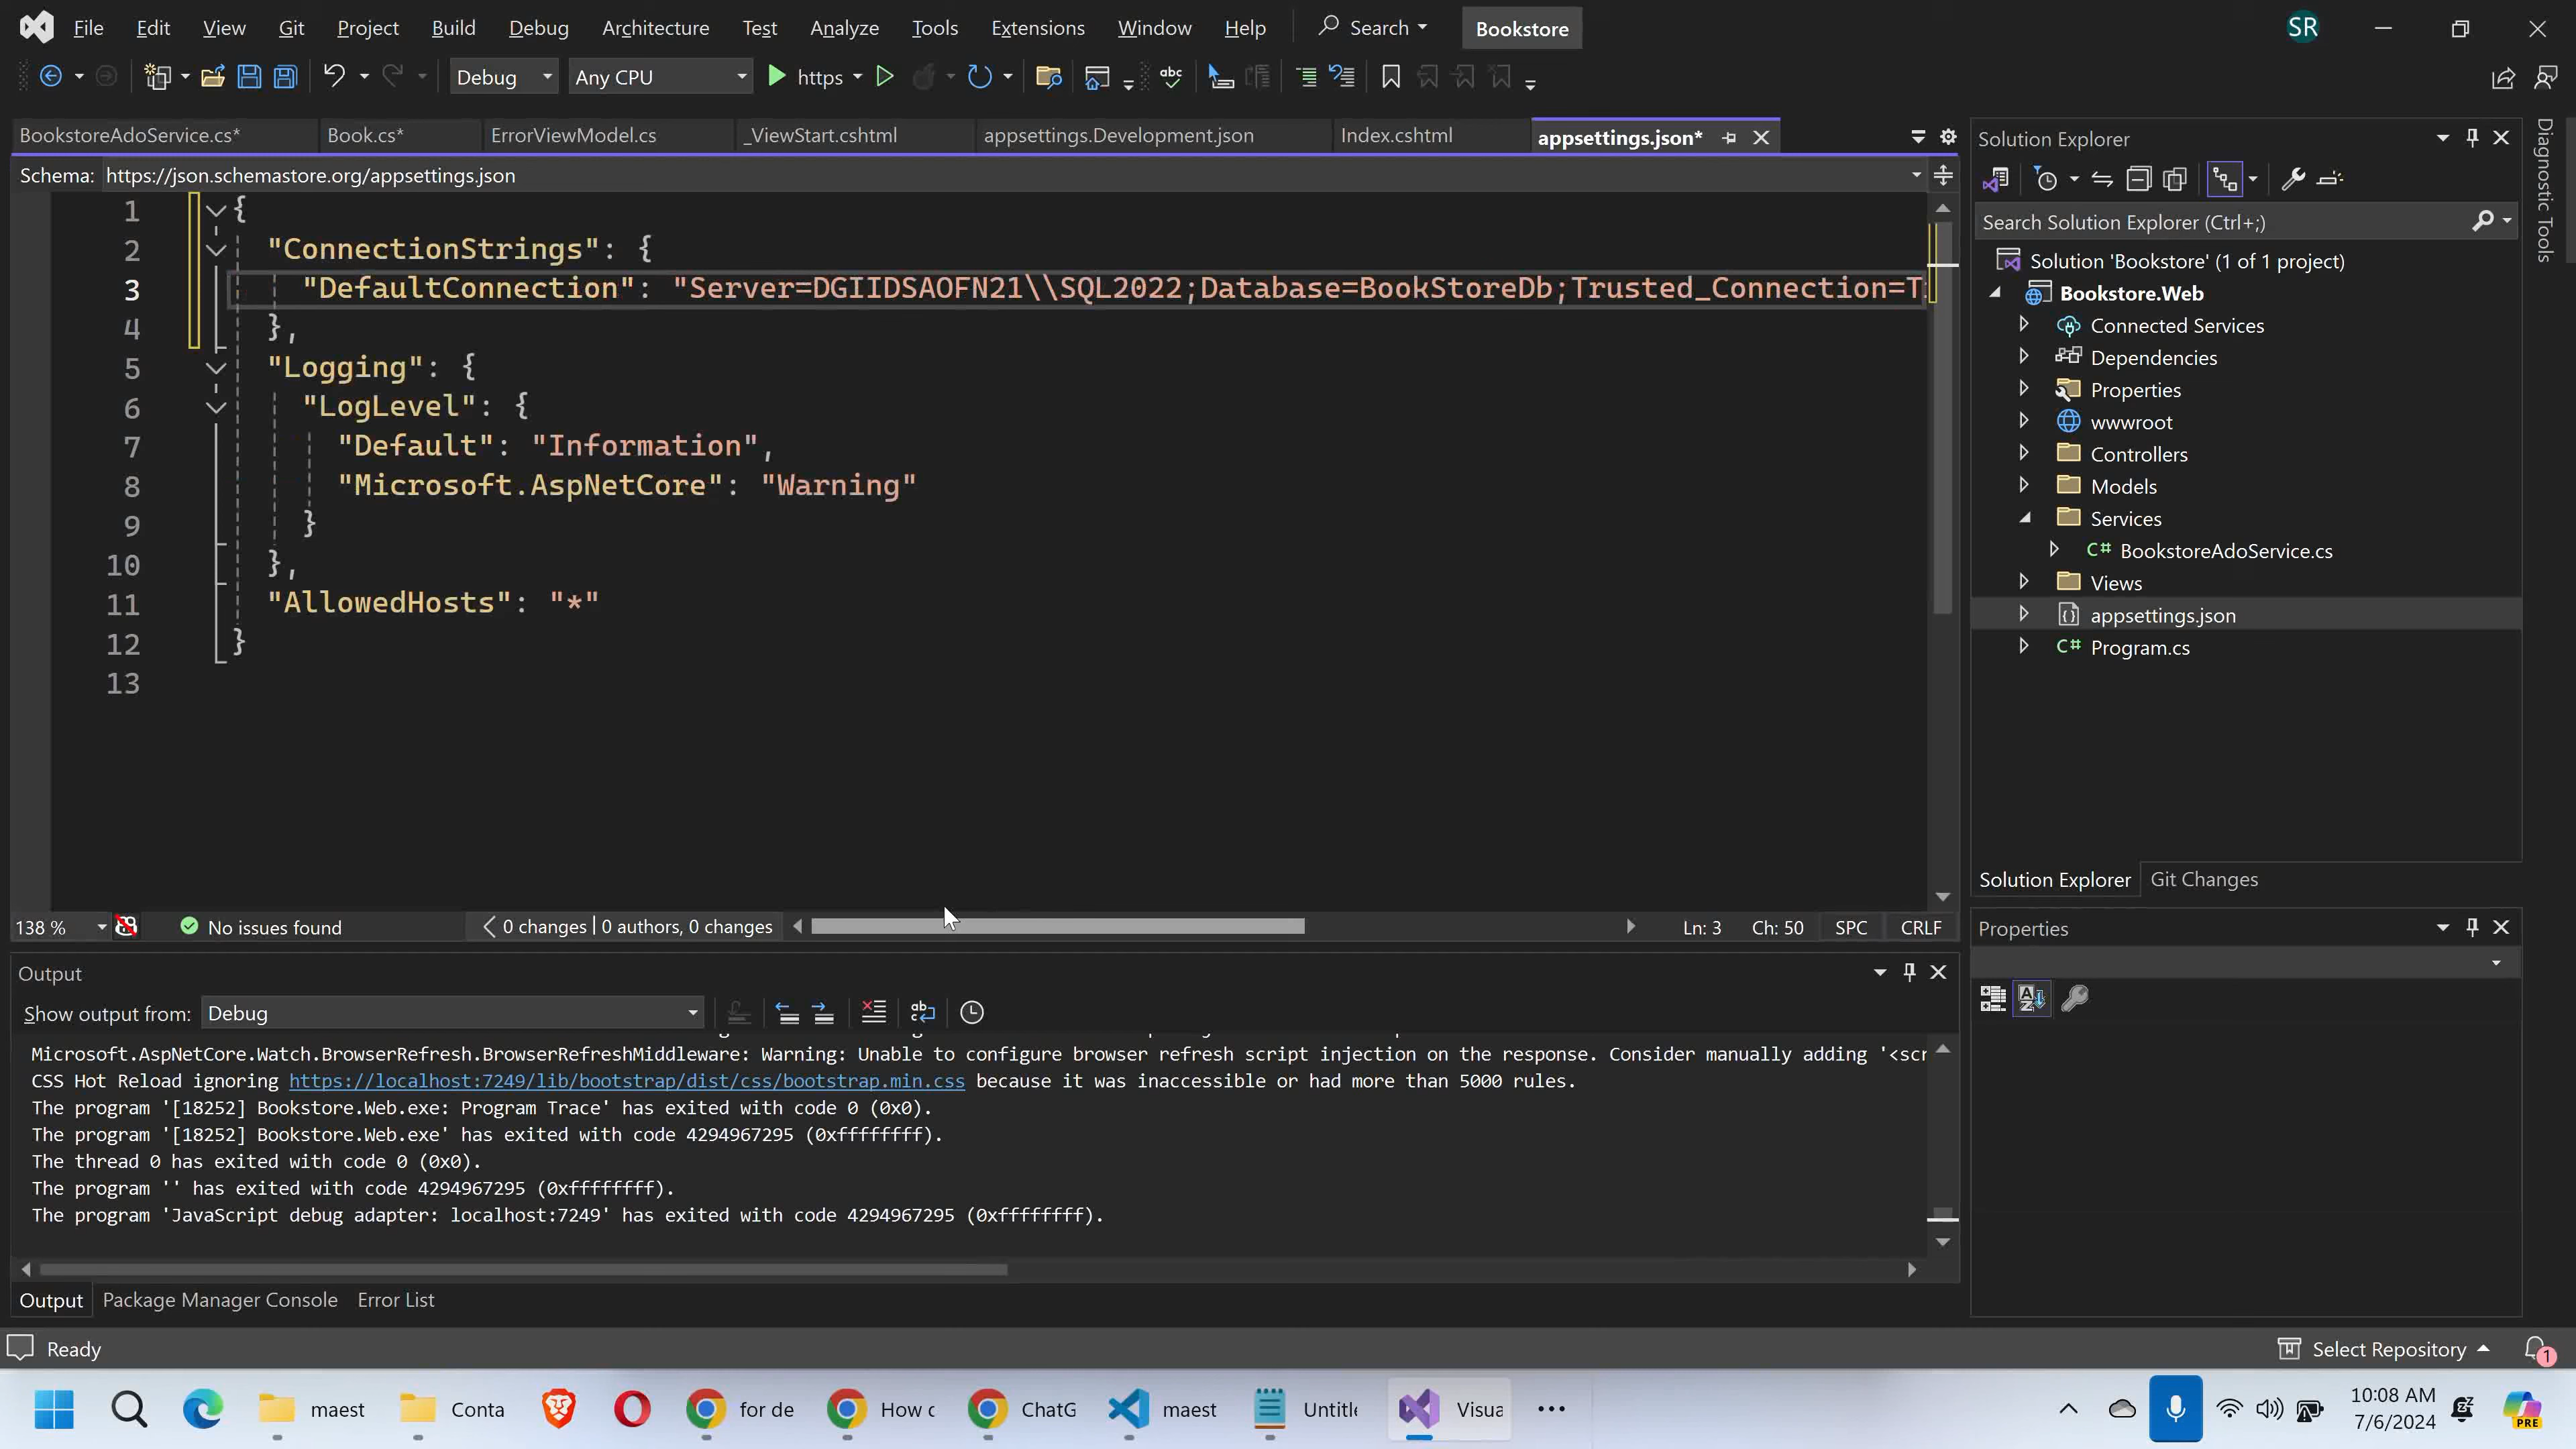 File Edit View Git Project Build Debug Architecture Test Analyze Tools Extensions Window Help Search Bookstore SR
Debug Any CPU https
BookstoreAdoService.cs* Book.cs* ErrorViewModel.cs _ViewStart.cshtml appsettings.Development.json Index.cshtml appsettings.json*
Schema: https://json.schemastore.org/appsettings.json
1 {
2 "ConnectionStrings": {
3 "DefaultConnection": "Server=DGIIDSAOFN21\\SQL2022;Database=BookStoreDb;Trusted_Connection=T
4 },
5 "Logging": {
6 "LogLevel": {
7 "Default": "Information",
8 "Microsoft.AspNetCore": "Warning"
9 }
10 },
11 "AllowedHosts": "*"
12 }
13
138 % No issues found 0 changes | 0 authors, 0 changes Ln: 3 Ch: 50 SPC CRLF
Output
Show output from: Debug
Microsoft.AspNetCore.Watch.BrowserRefresh.BrowserRefreshMiddleware: Warning: Unable to configure browser refresh script injection on the response. Consider manually adding '<scr
CSS Hot Reload ignoring https://localhost:7249/lib/bootstrap/dist/css/bootstrap.min.css because it was inaccessible or had more than 5000 rules.
The program '[18252] Bookstore.Web.exe: Program Trace' has exited with code 0 (0x0).
The program '[18252] Bookstore.Web.exe' has exited with code 4294967295 (0xffffffff).
The thread 0 has exited with code 0 (0x0).
The program '' has exited with code 4294967295 (0xffffffff).
The program 'JavaScript debug adapter: localhost:7249' has exited with code 4294967295 (0xffffffff).
Output Package Manager Console Error List
Solution Explorer
Search Solution Explorer (Ctrl+;)
Solution 'Bookstore' (1 of 1 project)
Bookstore.Web
Connected Services
Dependencies
Properties
wwwroot
Controllers
Models
Services
C# BookstoreAdoService.cs
Views
appsettings.json
C# Program.cs
Solution Explorer Git Changes
Properties
Diagnostic Tools
Ready Select Repository 1
maest Conta for de How c ChatG maest Untitle Visua
10:08 AM
7/6/2024
PRE